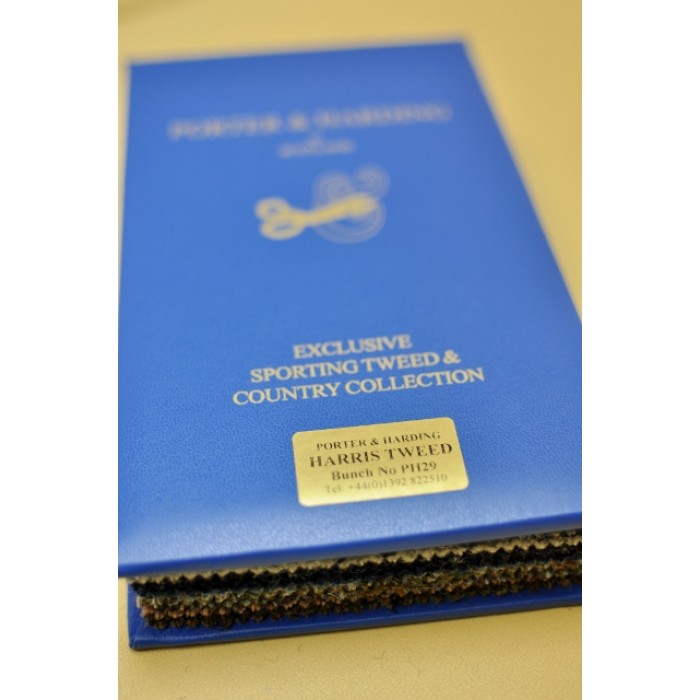 PORTER & HARDING
EXCLUSIVE
SPORTING TWEED &
COUNTRY COLLECTION
PORTER & HARDING
HARRIS TWEED
Bunch No PH29
Tel: +44(0)1392 822510